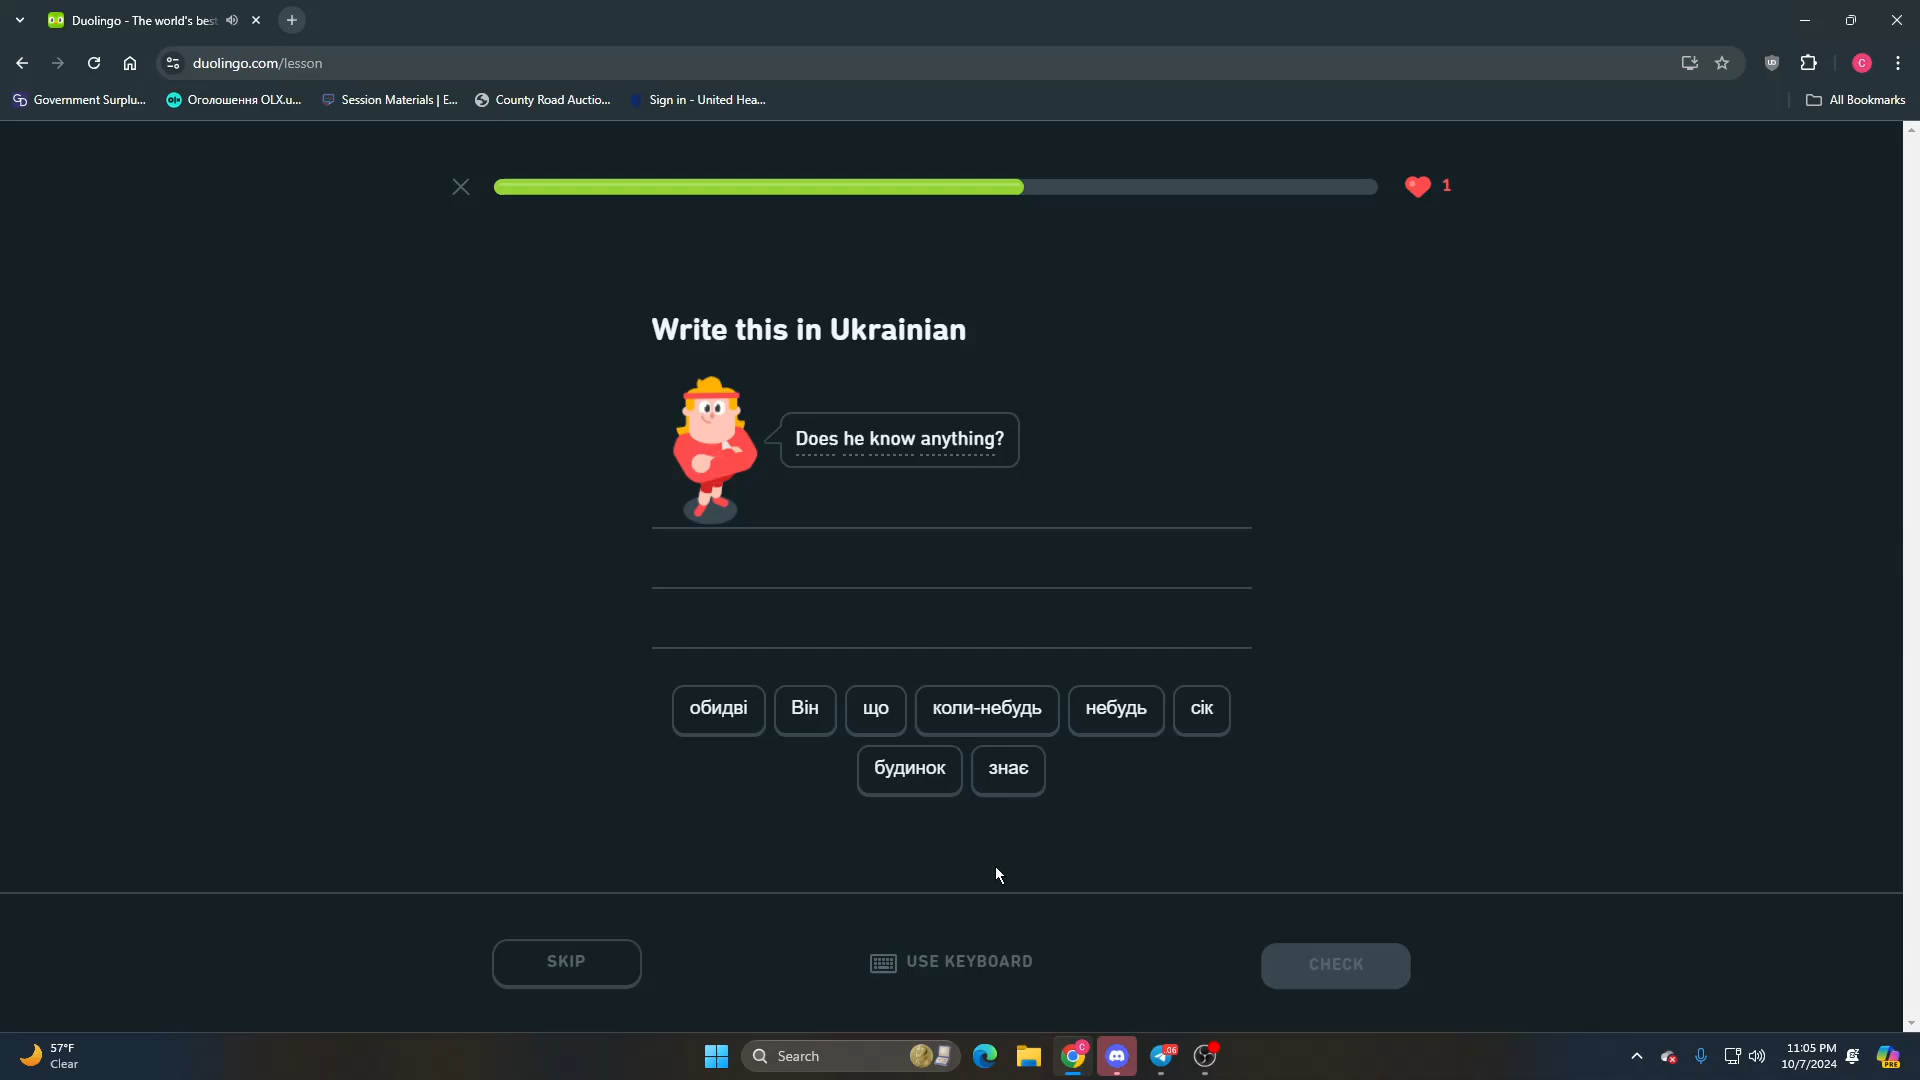 Duolingo - The world's best
duolingo.com/lesson
C
Government Surplu...
Оголошення OLX.u...
Session Materials | E...
County Road Auctio...
Sign in - United Hea...
All Bookmarks
1
Write this in Ukrainian
Does he know anything?
обидві Він що коли-небудь небудь сік
будинок знає
SKIP
USE KEYBOARD
CHECK
57°F
Clear
Search
11:05 PM
10/7/2024